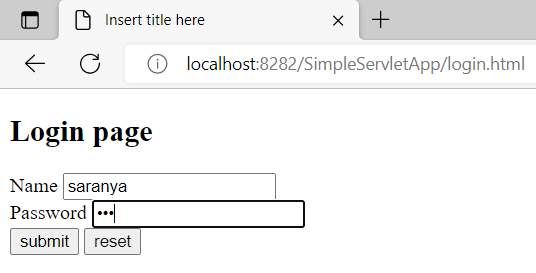 Insert title here
localhost:8282/SimpleServletApp/login.html
Login page
Name saranya
Password •••
submit reset